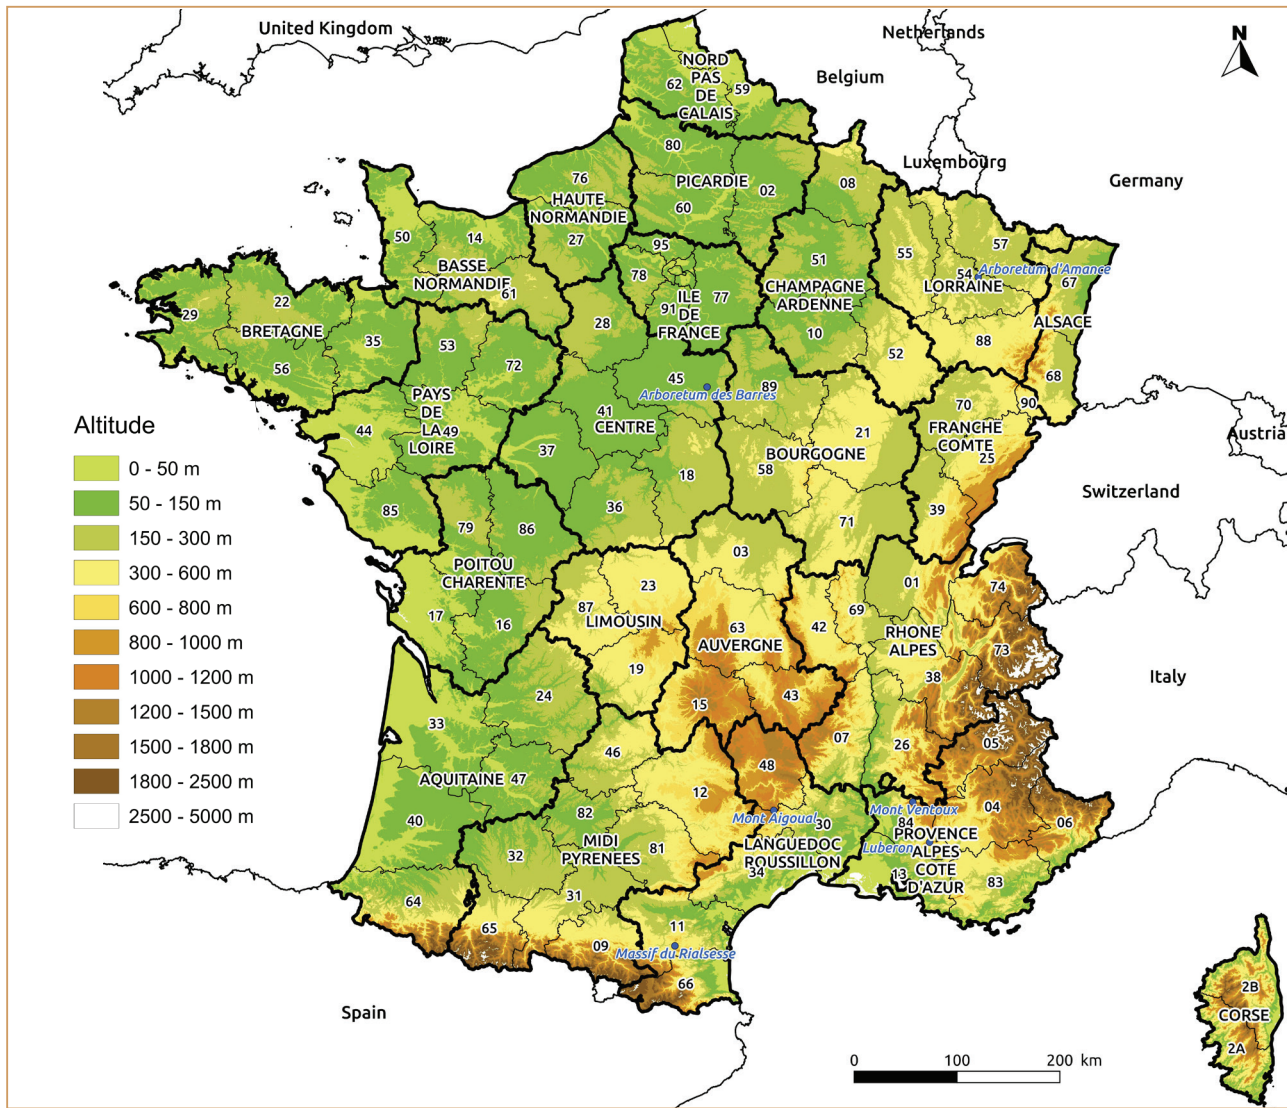 United Kingdom
Netherlands
N
Belgium
Luxembourg
Germany
NORD
PAS
DE
CALAIS
62
59
80
PICARDIE
02
60
08
76
HAUTE
NORMANDIE
27
50
14
BASSE
NORMANDIE
61
95
78
77
91
ILE
DE
FRANCE
51
CHAMPAGNE
ARDENNE
10
52
55
57
54
Arboretum d'Amance
LORRAINE
88
67
ALSACE
68
29
22
BRETAGNE
35
56
53
72
PAYS
DE
LA
LOIRE
44
49
85
28
45
Arboretum des Barres
41
CENTRE
37
18
36
89
21
BOURGOGNE
58
71
70
90
FRANCHE
COMTE
25
39
Austria
Switzerland
Italy
Altitude
0 - 50 m
50 - 150 m
150 - 300 m
300 - 600 m
600 - 800 m
800 - 1000 m
1000 - 1200 m
1200 - 1500 m
1500 - 1800 m
1800 - 2500 m
2500 - 5000 m
79
86
POITOU
CHARENTE
17
16
23
87
LIMOUSIN
19
03
63
AUVERGNE
15
43
01
74
69
42
RHONE
ALPES
73
38
07
26
24
33
AQUITAINE
47
40
64
46
12
82
MIDI
PYRENEES
81
32
31
65
09
48
Mont Aigoual
30
LANGUEDOC
ROUSSILLON
34
11
Massif du Rialsesse
66
05
04
06
Mont Ventoux
84
PROVENCE
Luberon
ALPES
COTE
D'AZUR
13
83
Spain
2B
CORSE
2A
0 100 200 km